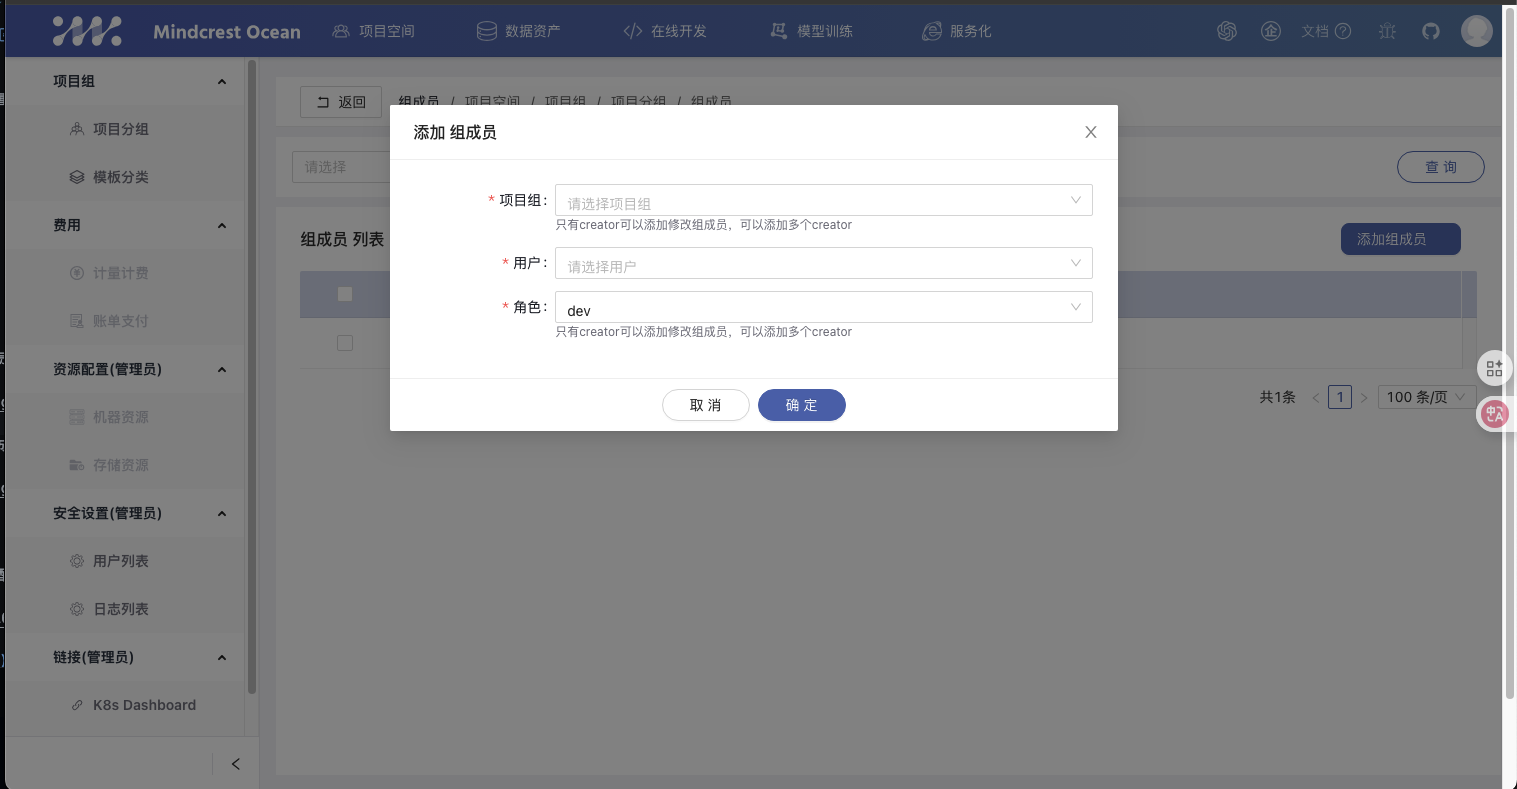 Mindcrest Ocean
项目空间
数据资产
在线开发
模型训练
服务化
文档
项目组
项目分组
模板分类
费用
计量计费
账单支付
资源配置(管理员)
机器资源
存储资源
安全设置(管理员)
用户列表
日志列表
链接(管理员)
K8s Dashboard
返回
组成员 / 项目空间 / 项目组 / 项目分组 / 组成员
请选择
查 询
组成员 列表
添加组成员
共1条
1
100 条/页
添加 组成员
* 项目组:
请选择项目组
只有creator可以添加修改组成员，可以添加多个creator
* 用户:
请选择用户
* 角色:
dev
只有creator可以添加修改组成员，可以添加多个creator
取 消
确 定